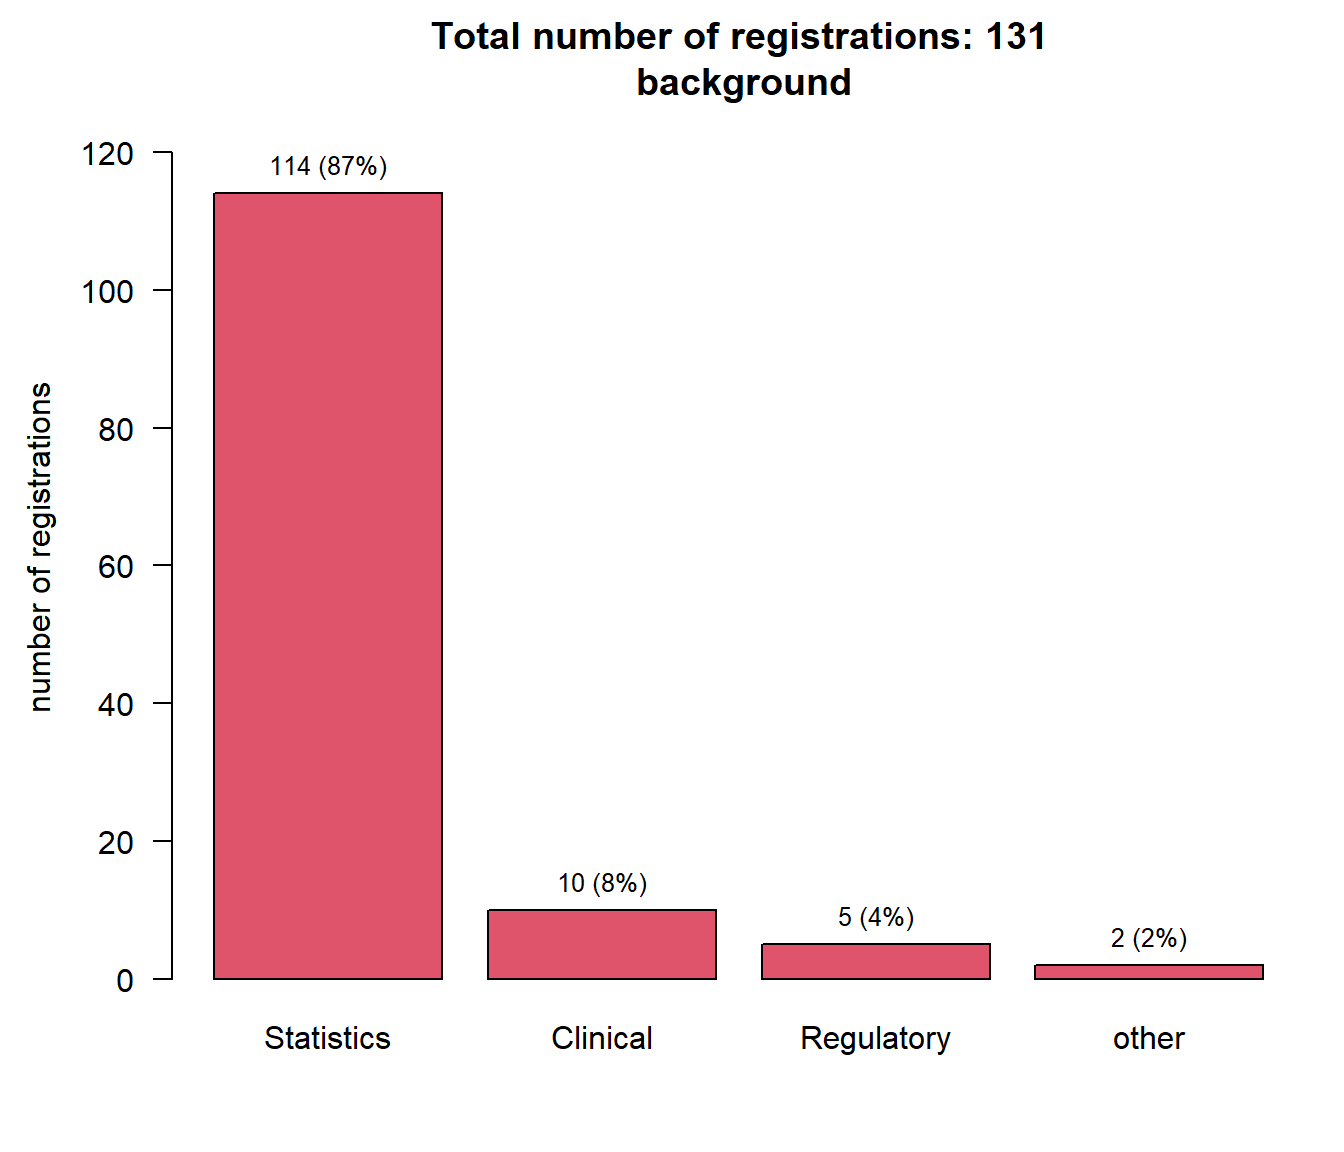 Total number of registrations: 131
background
number of registrations
120
100
80
60
40
20
0
114 (87%)
10 (8%)
5 (4%)
2 (2%)
Statistics
Clinical
Regulatory
other